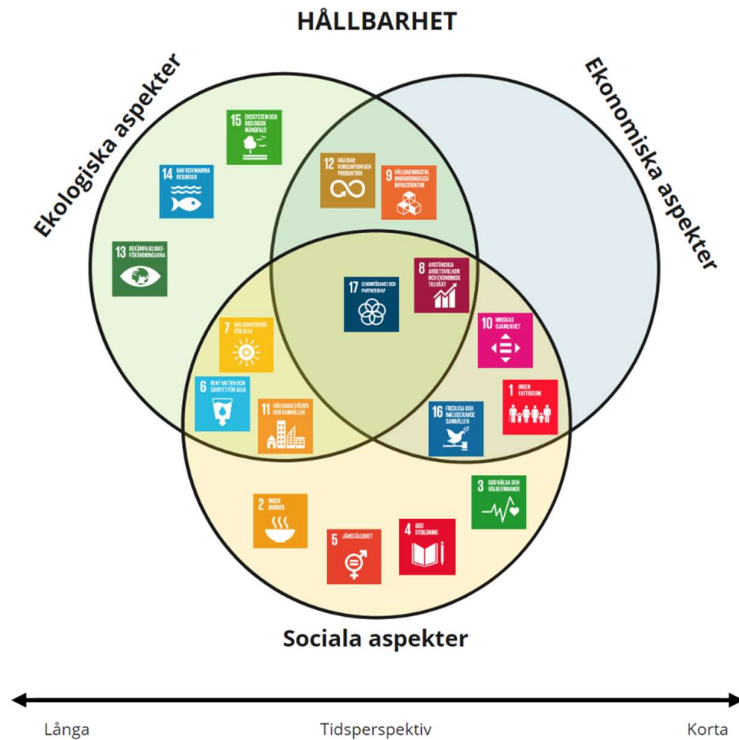 HÅLLBARHET
Ekologiska aspekter
Ekonomiska aspekter
15 EKOSYSTEM OCH
BIOLOGISK
MÅNGFALD
14 HAV OCH MARINA
RESURSER
13 BEKÄMPA KLIMAT-
FÖRÄNDRINGARNA
12 HÅLLBAR
KONSUMTION OCH
PRODUKTION
9 HÅLLBAR INDUSTRI,
INNOVATIONER OCH
INFRASTRUKTUR
17 GENOMFÖRANDE OCH
PARTNERSKAP
8 ANSTÄNDIGA
ARBETSVILLKOR
OCH EKONOMISK
TILLVÄXT
10 MINSKAD
OJÄMLIKHET
7 HÅLLBAR ENERGI
FÖR ALLA
6 RENT VATTEN OCH
SANITET FÖR ALLA
11 HÅLLBARA STÄDER
OCH SAMHÄLLEN
1 INGEN
FATTIGDOM
16 FREDLIGA OCH
INKLUDERANDE
SAMHÄLLEN
3 GOD HÄLSA OCH
VÄLBEFINNANDE
2 INGEN
HUNGER
5 JÄMSTÄLLDHET
4 GOD
UTBILDNING
Sociala aspekter
Långa Tidsperspektiv Korta